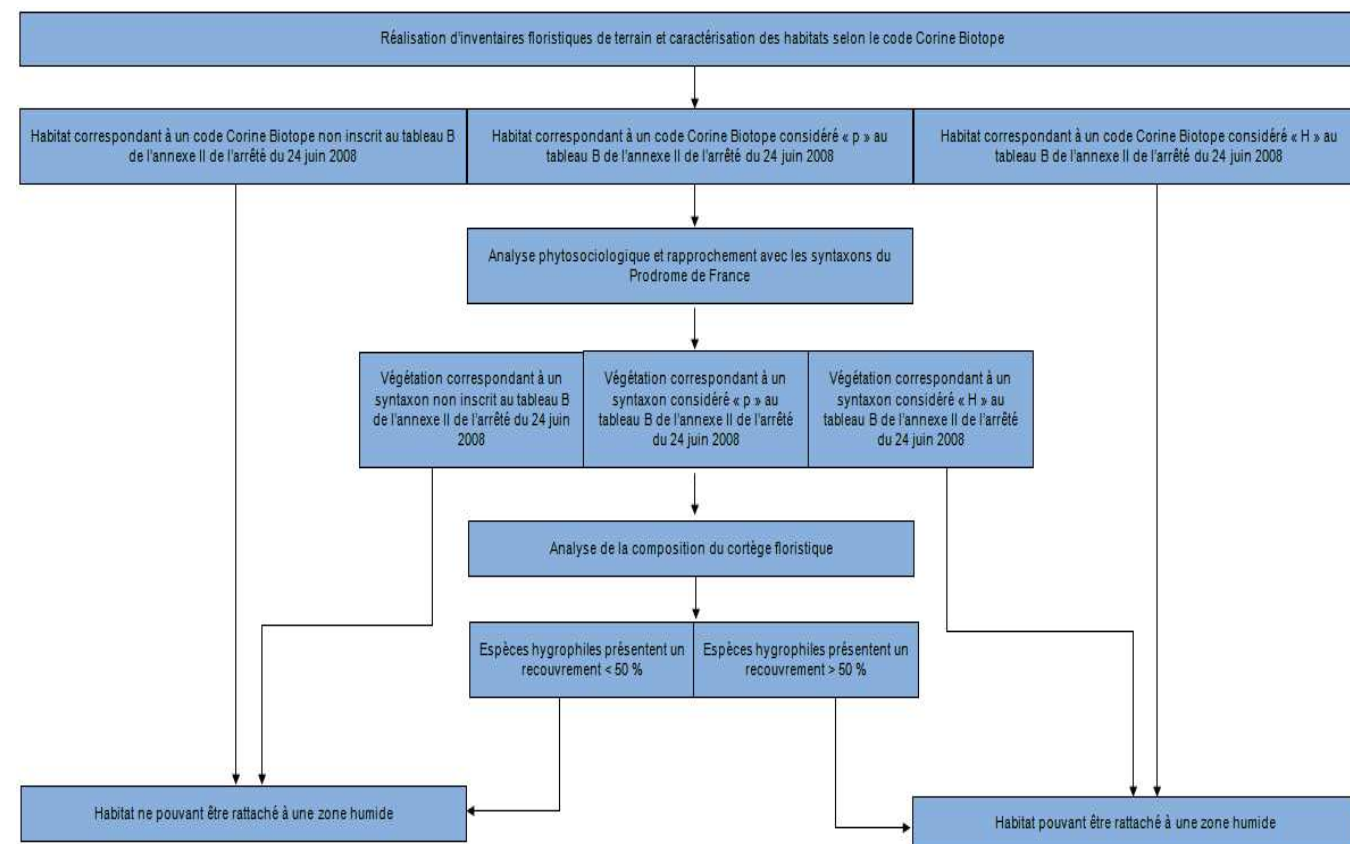 Réalisation d'inventaires floristiques de terrain et caractérisation des habitats selon le code Corine Biotope
Habitat correspondant à un code Corine Biotope non inscrit au tableau B
de l'annexe II de l'arrêté du 24 juin 2008
Habitat correspondant à un code Corine Biotope considéré « p » au
tableau B de l'annexe II de l'arrêté du 24 juin 2008
Habitat correspondant à un code Corine Biotope considéré « H » au
tableau B de l'annexe II de l'arrêté du 24 juin 2008
Analyse phytosociologique et rapprochement avec les syntaxons du
Prodrome de France
Végétation correspondant à un
syntaxon non inscrit au tableau B
de l'annexe II de l'arrêté du 24 juin
2008
Végétation correspondant à un
syntaxon considéré « p » au
tableau B de l'annexe II de l'arrêté
du 24 juin 2008
Végétation correspondant à un
syntaxon considéré « H » au
tableau B de l'annexe II de l'arrêté
du 24 juin 2008
Analyse de la composition du cortège floristique
Espèces hygrophiles présentent un
recouvrement < 50 %
Espèces hygrophiles présentent un
recouvrement > 50 %
Habitat ne pouvant être rattaché à une zone humide
Habitat pouvant être rattaché à une zone humide